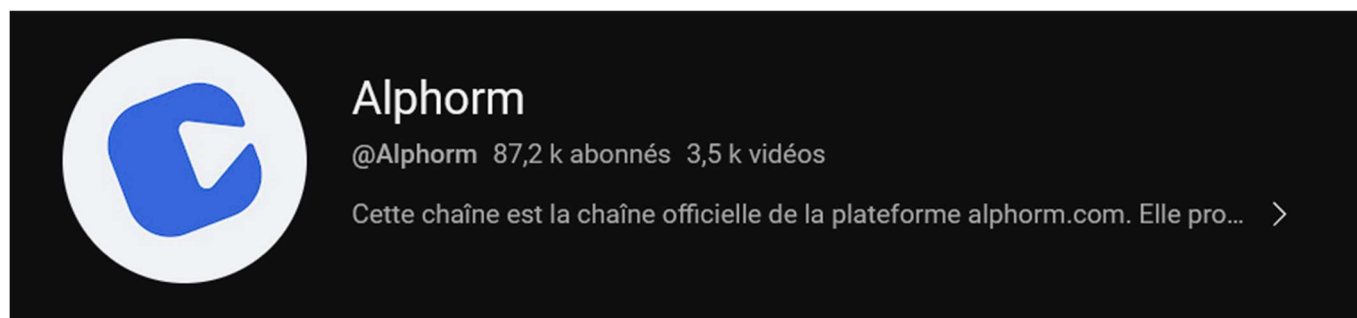 Alphorm
@Alphorm 87,2 k abonnés 3,5 k vidéos
Cette chaîne est la chaîne officielle de la plateforme alphorm.com. Elle pro...